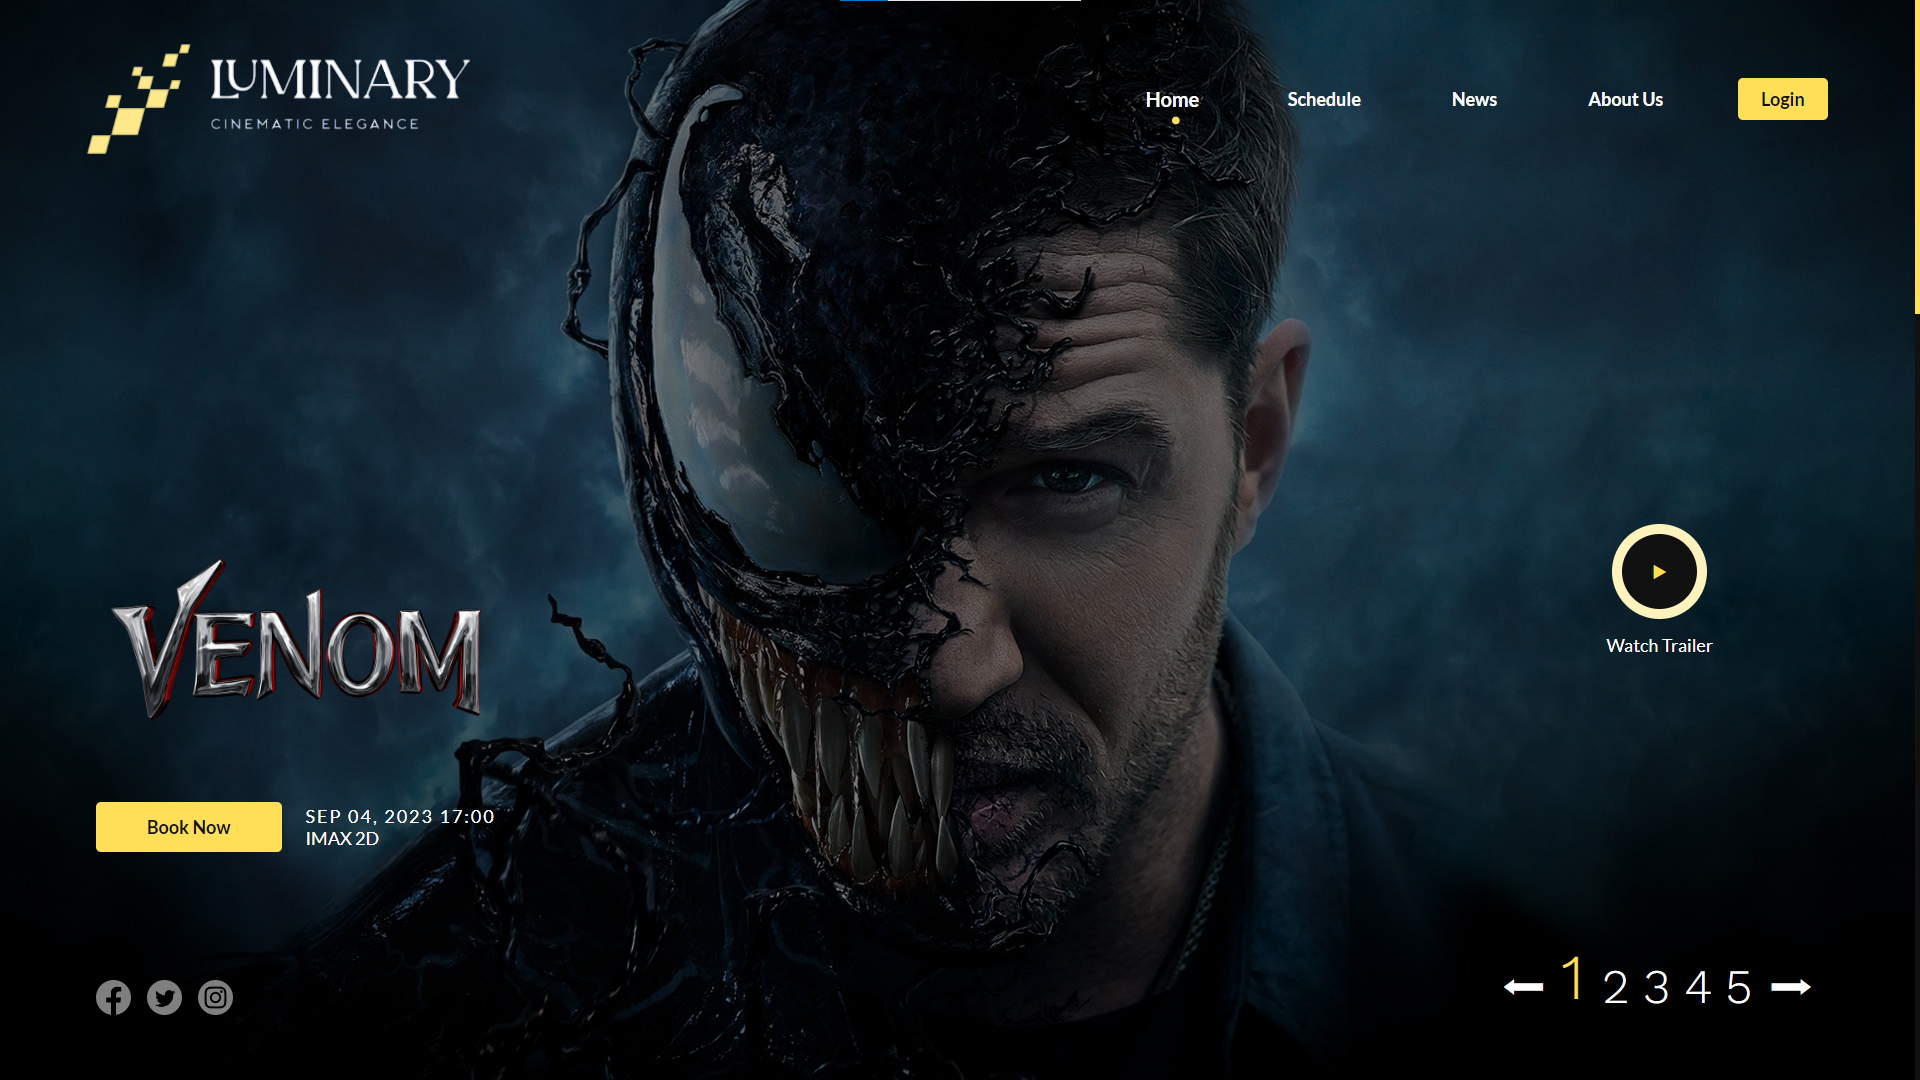 LUMINARY
CINEMATIC ELEGANCE
Home
Schedule
News
About Us
Login
VENOM
Watch Trailer
Book Now
SEP 04, 2023 17:00
IMAX 2D
1 2 3 4 5